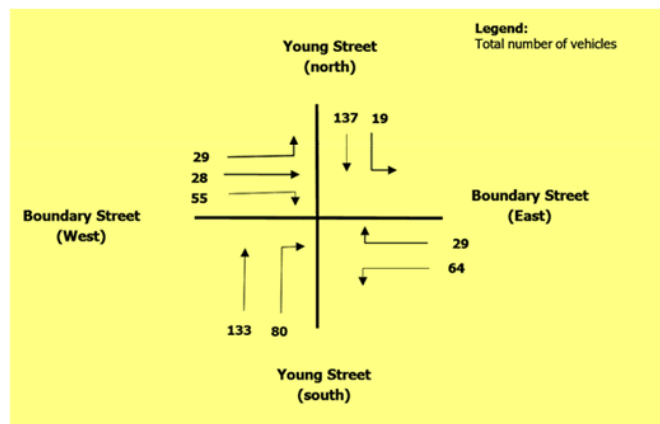 Legend:
Total number of vehicles
Young Street
(north)
137 19
29
28
55
Boundary Street
(West)
Boundary Street
(East)
29
64
133 80
Young Street
(south)